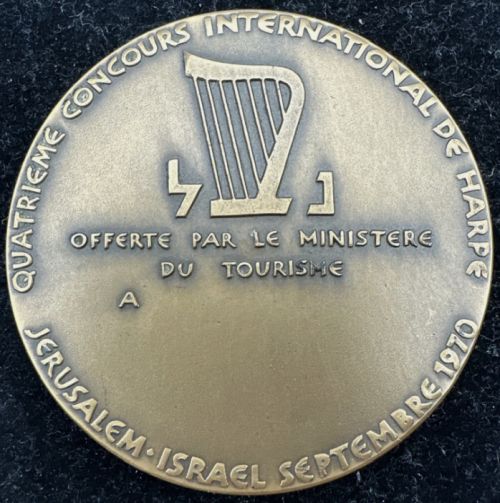 QUATRIEME CONCOURS INTERNATIONAL DE HARPE
נ ל
OFFERTE PAR LE MINISTERE
DU TOURISME
A
JERUSALEM · ISRAEL SEPTEMBRE 1970